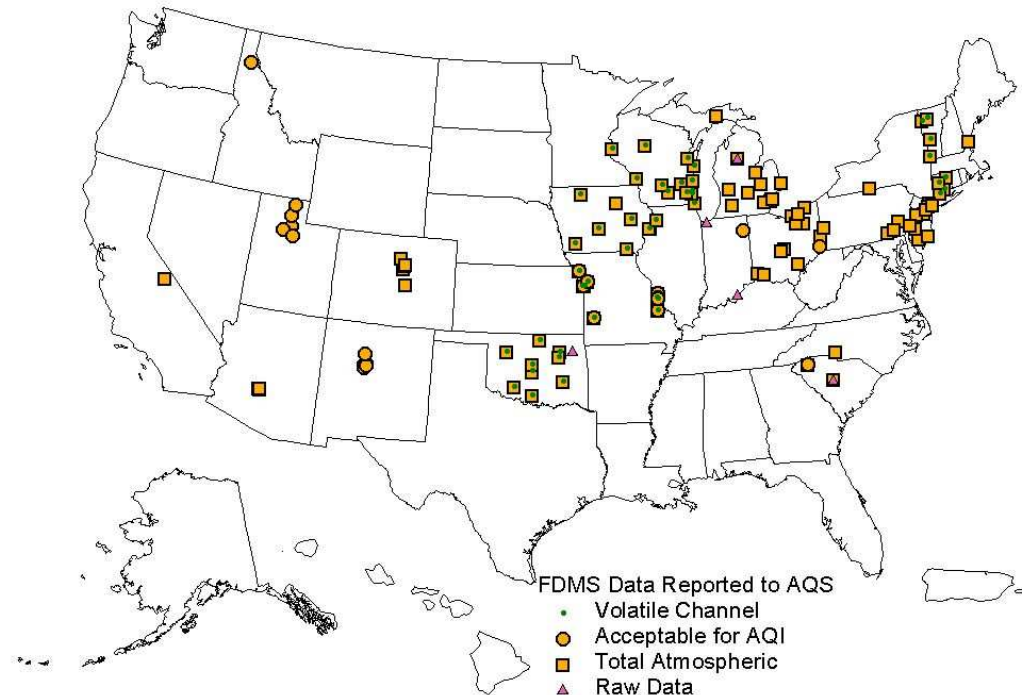 FDMS Data Reported to AQS
Volatile Channel
Acceptable for AQI
Total Atmospheric
Raw Data